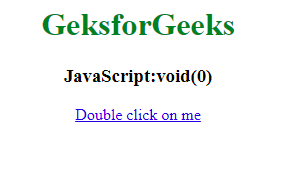 GeksforGeeks
JavaScript:void(0)
Double click on me